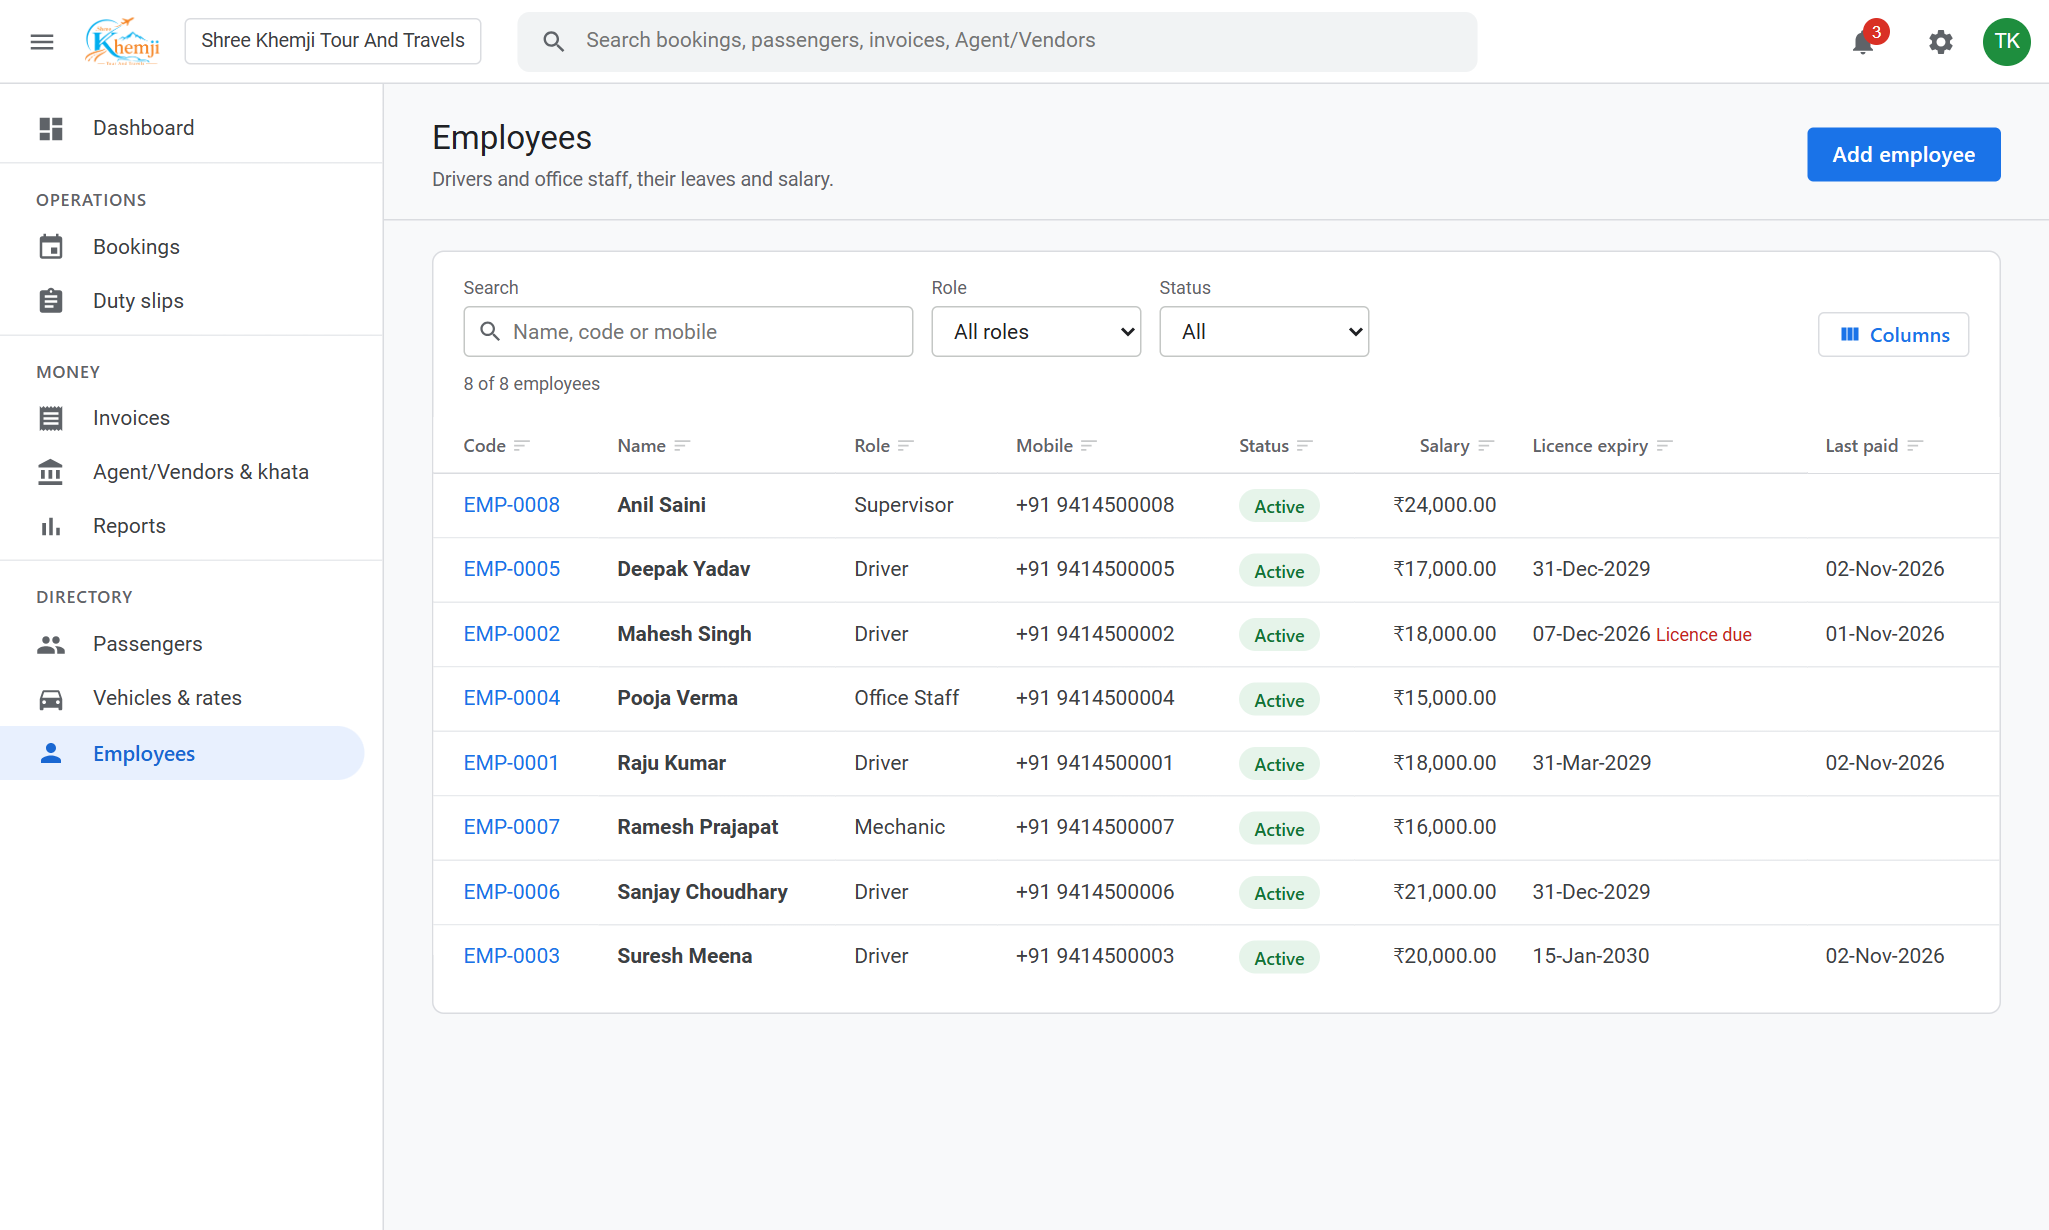 Khemji
Shree Khemji Tour And Travels
Search bookings, passengers, invoices, Agent/Vendors
3
TK
Dashboard
OPERATIONS
Bookings
Duty slips
MONEY
Invoices
Agent/Vendors & khata
Reports
DIRECTORY
Passengers
Vehicles & rates
Employees
Employees
Drivers and office staff, their leaves and salary.
Add employee
Search Role Status
Name, code or mobile All roles All
Columns
8 of 8 employees
Code Name Role Mobile Status Salary Licence expiry Last paid
EMP-0008 Anil Saini Supervisor +91 9414500008 Active ₹24,000.00
EMP-0005 Deepak Yadav Driver +91 9414500005 Active ₹17,000.00 31-Dec-2029 02-Nov-2026
EMP-0002 Mahesh Singh Driver +91 9414500002 Active ₹18,000.00 07-Dec-2026 Licence due 01-Nov-2026
EMP-0004 Pooja Verma Office Staff +91 9414500004 Active ₹15,000.00
EMP-0001 Raju Kumar Driver +91 9414500001 Active ₹18,000.00 31-Mar-2029 02-Nov-2026
EMP-0007 Ramesh Prajapat Mechanic +91 9414500007 Active ₹16,000.00
EMP-0006 Sanjay Choudhary Driver +91 9414500006 Active ₹21,000.00 31-Dec-2029
EMP-0003 Suresh Meena Driver +91 9414500003 Active ₹20,000.00 15-Jan-2030 02-Nov-2026